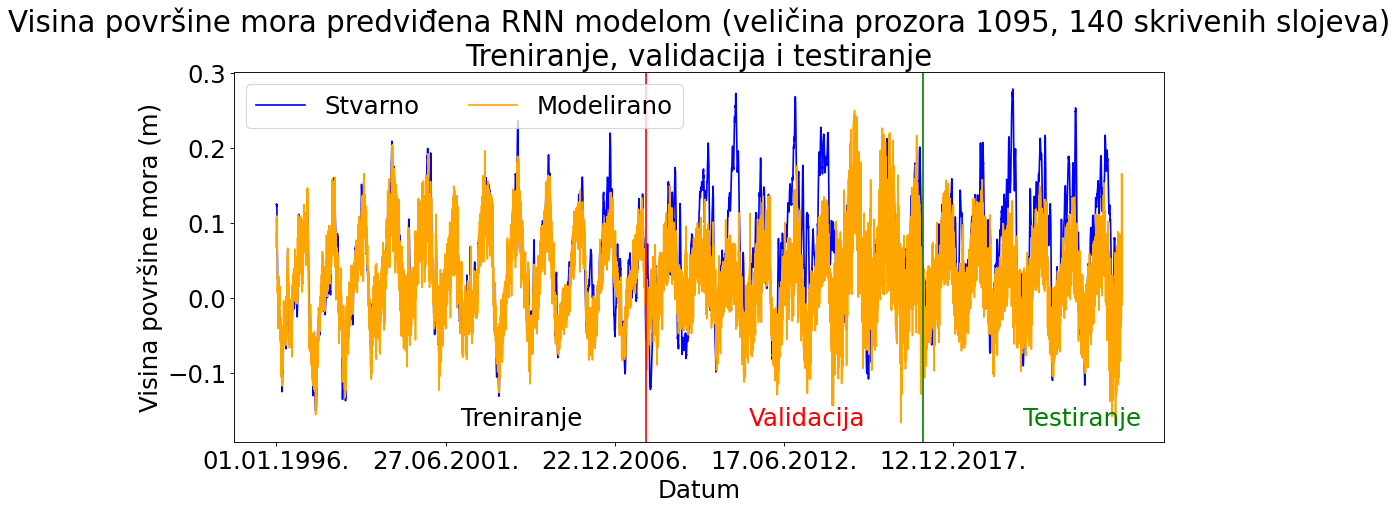 Visina površine mora predviđena RNN modelom (veličina prozora 1095, 140 skrivenih slojeva)
Treniranje, validacija i testiranje
Stvarno
Modelirano
Visina površine mora (m)
0.3
0.2
0.1
0.0
−0.1
Treniranje
Validacija
Testiranje
01.01.1996.
27.06.2001.
22.12.2006.
17.06.2012.
12.12.2017.
Datum